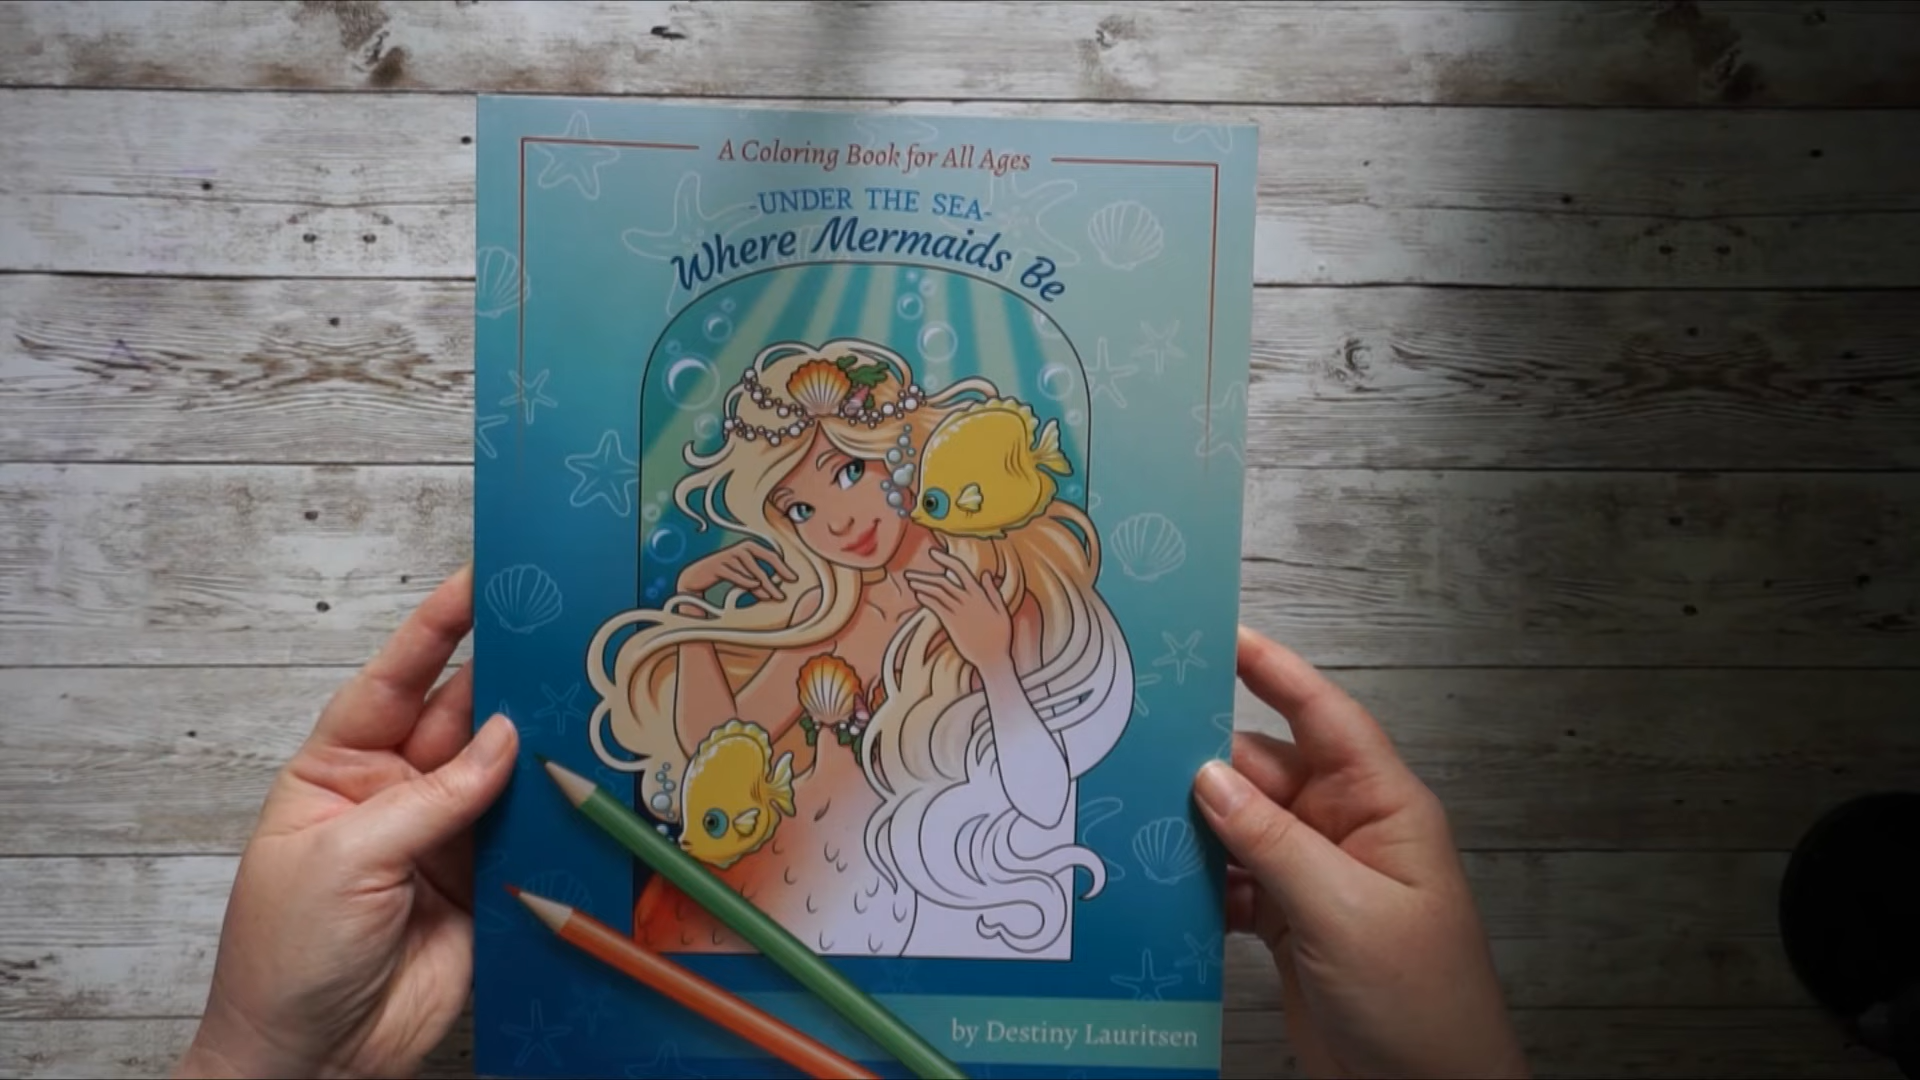 A Coloring Book for All Ages
-UNDER THE SEA-
Where Mermaids Be
by Destiny Lauritsen